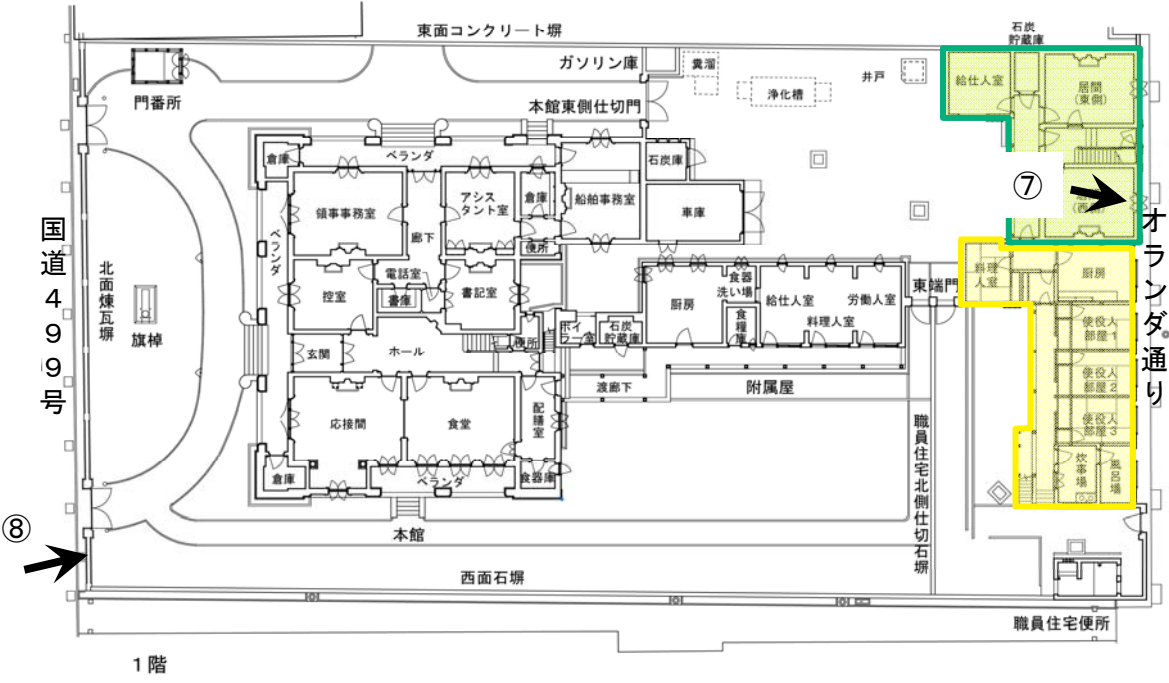 東面コンクリート塀
石炭
貯蔵庫
ガソリン庫
糞溜
井戸
給仕人室
居間
(東側)
門番所
浄化槽
本館東側仕切門
倉庫
ベランダ
石炭庫
⑦
領事事務室
アシス
タント室
倉庫
船舶事務室
車庫
(西側)
ベランダ
廊下
便所
オランダ通り
国道499号
北面煉瓦塀
旗棹
控室
電話室
書庫
書記室
厨房
食器
洗い場
給仕人室
労働人室
料理人室
東端門
料理
人室
厨房
玄関
ホール
便所
ボイ
ラー室
石炭
貯蔵庫
食糧庫
使役人
部屋1
渡廊下
附属屋
使役人
部屋2
応接間
食堂
配膳室
職員住宅北側仕切石塀
使役人
部屋3
倉庫
ベランダ
食器庫
炊事場
風呂場
⑧
本館
西面石塀
職員住宅便所
1階